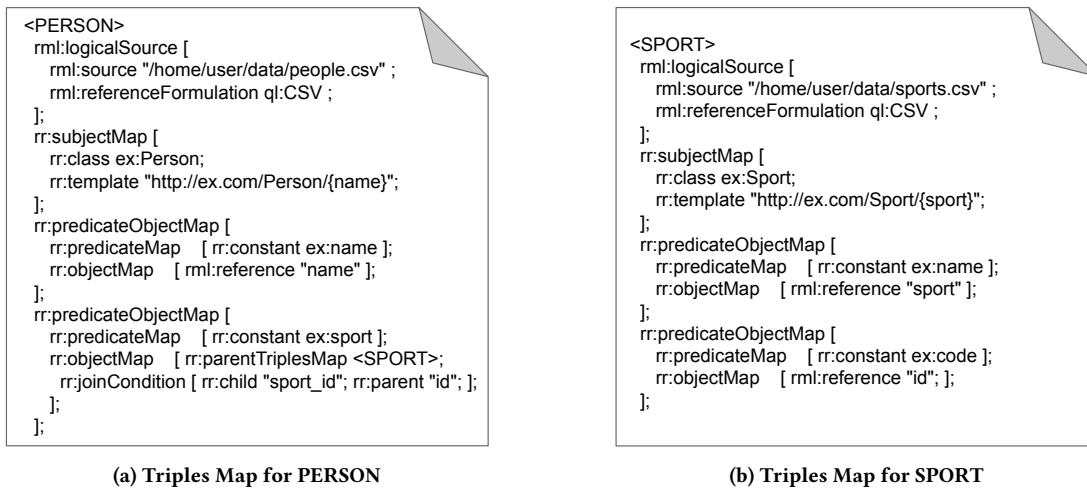 <PERSON>
rml:logicalSource [
rml:source "/home/user/data/people.csv" ;
rml:referenceFormulation ql:CSV ;
];
rr:subjectMap [
rr:class ex:Person;
rr:template "http://ex.com/Person/{name}";
];
rr:predicateObjectMap [
rr:predicateMap [ rr:constant ex:name ];
rr:objectMap [ rml:reference "name" ];
];
rr:predicateObjectMap [
rr:predicateMap [ rr:constant ex:sport ];
rr:objectMap [ rr:parentTriplesMap <SPORT>;
rr:joinCondition [ rr:child "sport_id"; rr:parent "id"; ];
];
];
(a) Triples Map for PERSON
<SPORT>
rml:logicalSource [
rml:source "/home/user/data/sports.csv" ;
rml:referenceFormulation ql:CSV ;
];
rr:subjectMap [
rr:class ex:Sport;
rr:template "http://ex.com/Sport/{sport}";
];
rr:predicateObjectMap [
rr:predicateMap [ rr:constant ex:name ];
rr:objectMap [ rml:reference "sport" ];
];
rr:predicateObjectMap [
rr:predicateMap [ rr:constant ex:code ];
rr:objectMap [ rml:reference "id"; ];
];
(b) Triples Map for SPORT